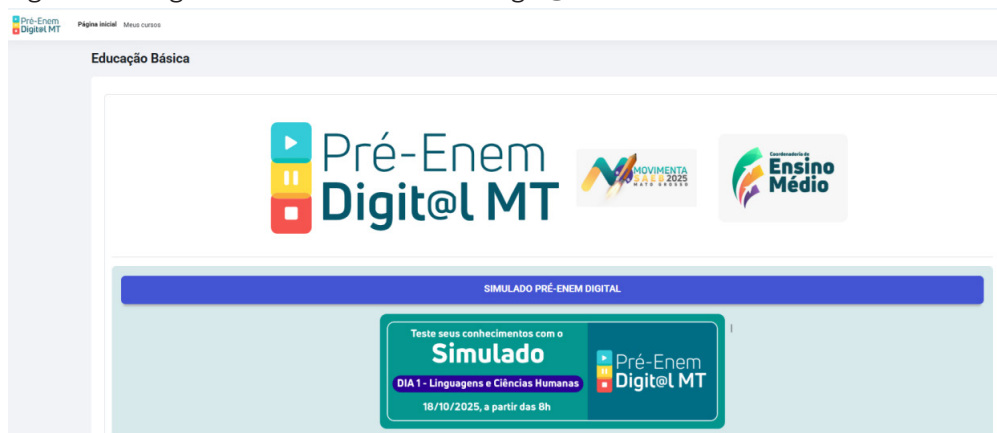 Pré-Enem
Digit@l MT
Página inicial Meus cursos
Educação Básica
Pré-Enem
Digit@l MT
MOVIMENTA
SAEB 2025
MATO GROSSO
Coordenadoria de
Ensino
Médio
SIMULADO PRÉ-ENEM DIGITAL
Teste seus conhecimentos com o
Simulado
DIA 1 - Linguagens e Ciências Humanas
18/10/2025, a partir das 8h
Pré-Enem
Digit@l MT